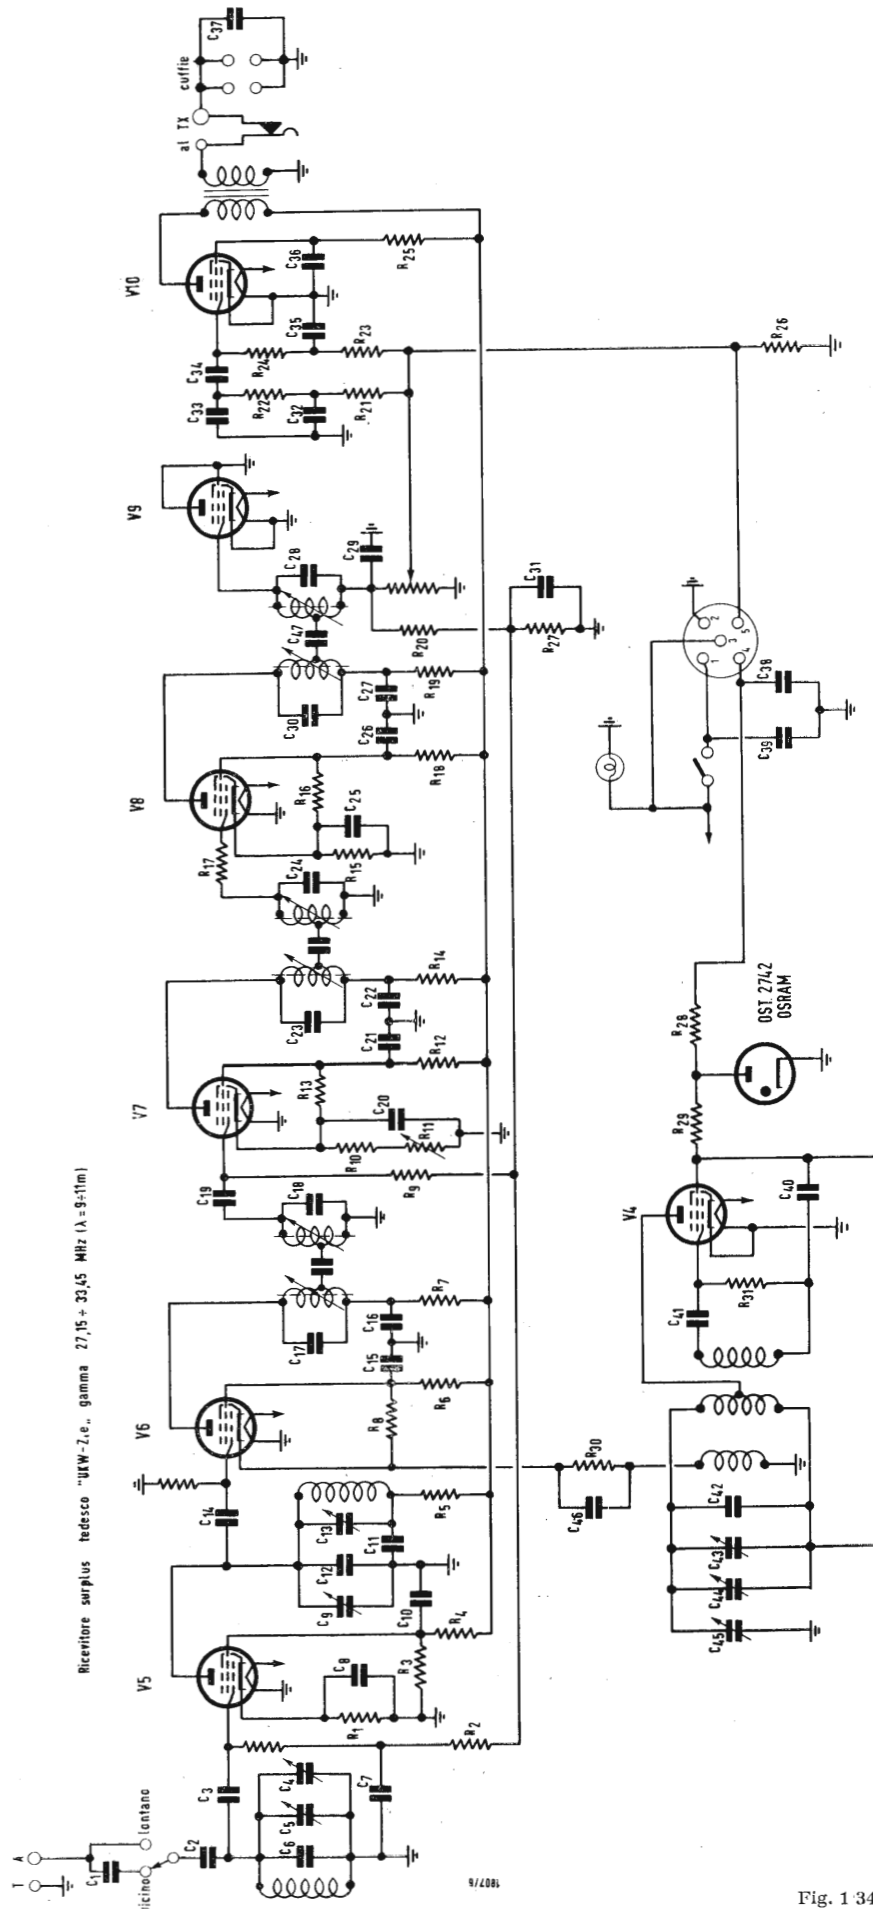 Ricevitore surplus tedesco "UKW-Z.e„ gamma 27,15 ÷ 33,45 MHz (λ = 9÷11m)
T
A
C1
vicino
lontano
C2
C3
C6
C5
C4
C7
R2
V5
R1
C8
R3
C10
R4
C9
C12
C13
C11
R5
C14
V6
R8
C15
R6
C16
R7
C17
C18
C19
R9
V7
R10
R11
C20
R13
C21
R12
C22
R14
C23
C24
R17
V8
R15
C25
R16
C26
R18
C27
R19
C30
C47
C28
V9
C29
R20
R27
C31
C33
C34
R22
R24
C32
R21
C35
R23
V10
C36
R25
al TX
cuffie
C37
R26
1
2
3
4
5
C39
C38
R28
R29
OST. 2742
OSRAM
V4
C40
R31
C41
R30
C46
C42
C43
C44
C45
1807/6
Fig. 1 34